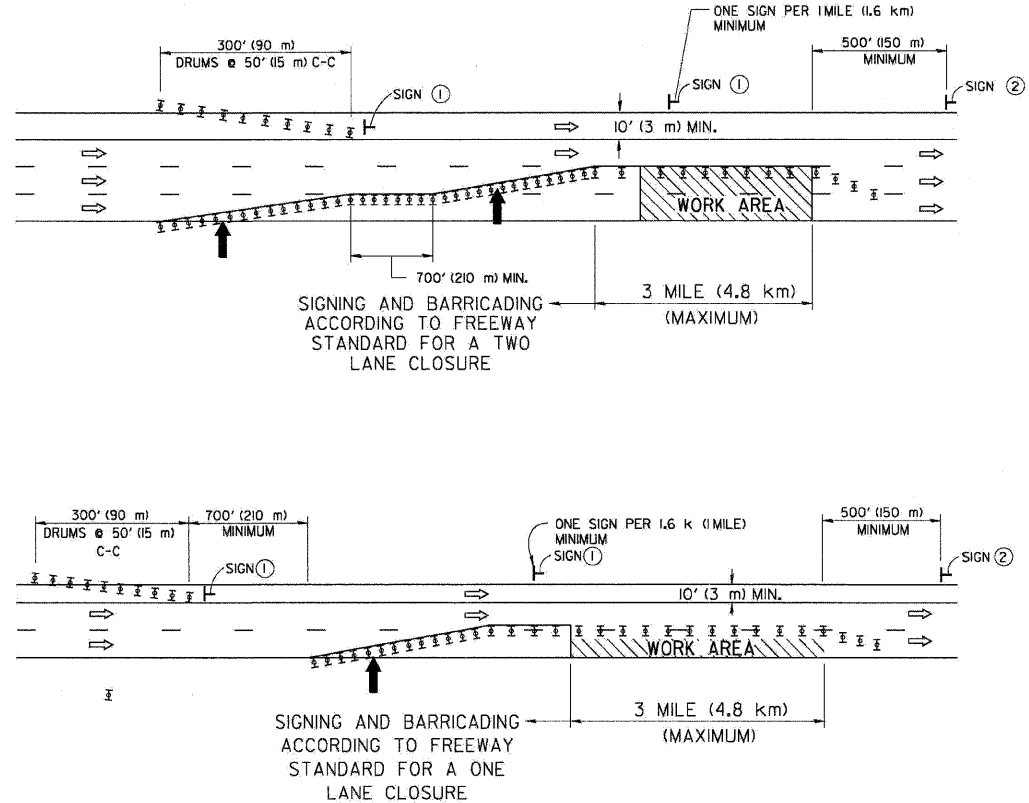 ONE SIGN PER 1 MILE (1.6 km)
MINIMUM
300' (90 m)
DRUMS @ 50' (15 m) C-C
500' (150 m)
MINIMUM
SIGN 1
SIGN 1
SIGN 2
10' (3 m) MIN.
WORK AREA
700' (210 m) MIN.
3 MILE (4.8 km)
(MAXIMUM)
SIGNING AND BARRICADING
ACCORDING TO FREEWAY
STANDARD FOR A TWO
LANE CLOSURE
300' (90 m)
DRUMS @ 50' (15 m)
C-C
700' (210 m)
MINIMUM
ONE SIGN PER 1.6 k (1 MILE)
MINIMUM
SIGN 1
500' (150 m)
MINIMUM
SIGN 1
SIGN 2
10' (3 m) MIN.
WORK AREA
3 MILE (4.8 km)
(MAXIMUM)
SIGNING AND BARRICADING
ACCORDING TO FREEWAY
STANDARD FOR A ONE
LANE CLOSURE